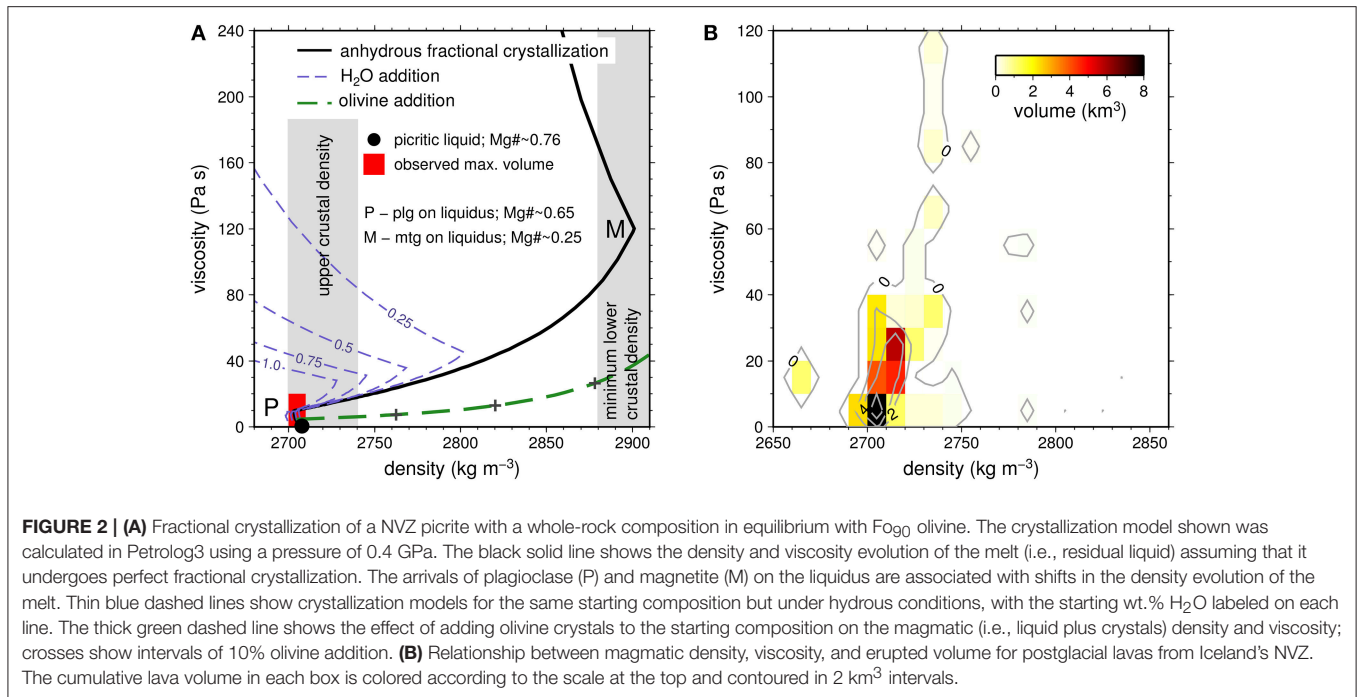 A
240
200
160
120
80
40
0
viscosity (Pa s)
anhydrous fractional crystallization
H₂O addition
olivine addition
picritic liquid; Mg#~0.76
observed max. volume
P – plg on liquidus; Mg#~0.65
M – mtg on liquidus; Mg#~0.25
upper crustal density
minimum lower
crustal density
M
P
0.25
0.5
0.75
1.0
2700 2750 2800 2850 2900
density (kg m⁻³)
B
120
100
80
60
40
20
0
viscosity (Pa s)
0 2 4 6 8
volume (km³)
0
0
0
0
4
2
2650 2700 2750 2800 2850
density (kg m⁻³)
FIGURE 2 | (A) Fractional crystallization of a NVZ picrite with a whole-rock composition in equilibrium with Fo₉₀ olivine. The crystallization model shown was
calculated in Petrolog3 using a pressure of 0.4 GPa. The black solid line shows the density and viscosity evolution of the melt (i.e., residual liquid) assuming that it
undergoes perfect fractional crystallization. The arrivals of plagioclase (P) and magnetite (M) on the liquidus are associated with shifts in the density evolution of the
melt. Thin blue dashed lines show crystallization models for the same starting composition but under hydrous conditions, with the starting wt.% H₂O labeled on each
line. The thick green dashed line shows the effect of adding olivine crystals to the starting composition on the magmatic (i.e., liquid plus crystals) density and viscosity;
crosses show intervals of 10% olivine addition. (B) Relationship between magmatic density, viscosity, and erupted volume for postglacial lavas from Iceland's NVZ.
The cumulative lava volume in each box is colored according to the scale at the top and contoured in 2 km³ intervals.